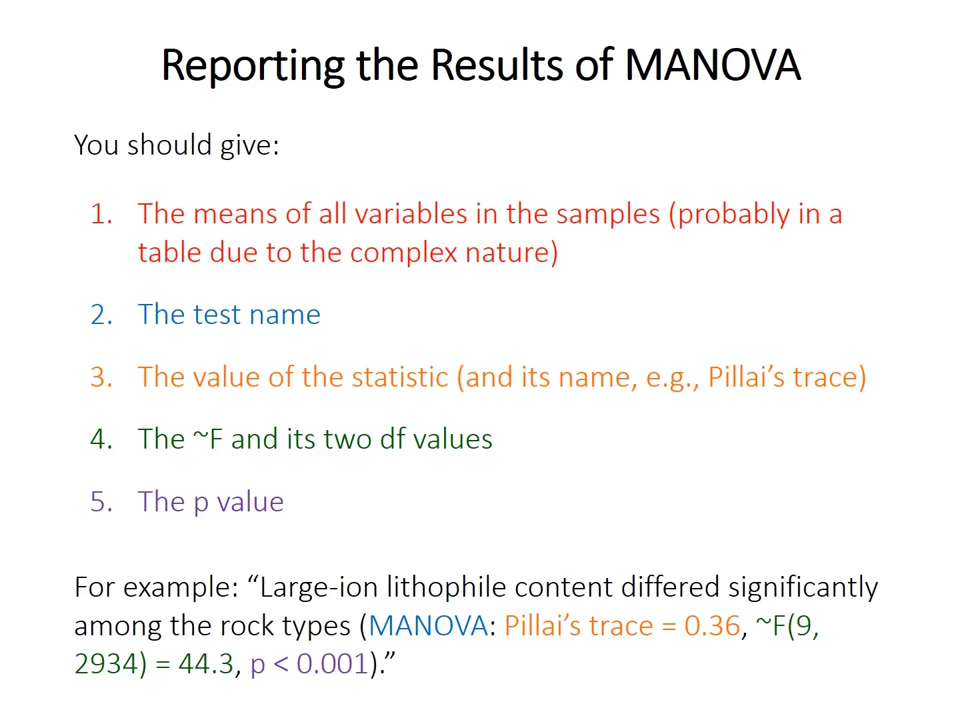 Reporting the Results of MANOVA
You should give:
1. The means of all variables in the samples (probably in a
table due to the complex nature)
2. The test name
3. The value of the statistic (and its name, e.g., Pillai’s trace)
4. The ~F and its two df values
5. The p value
For example: “Large-ion lithophile content differed significantly
among the rock types (MANOVA: Pillai’s trace = 0.36, ~F(9,
2934) = 44.3, p < 0.001).”